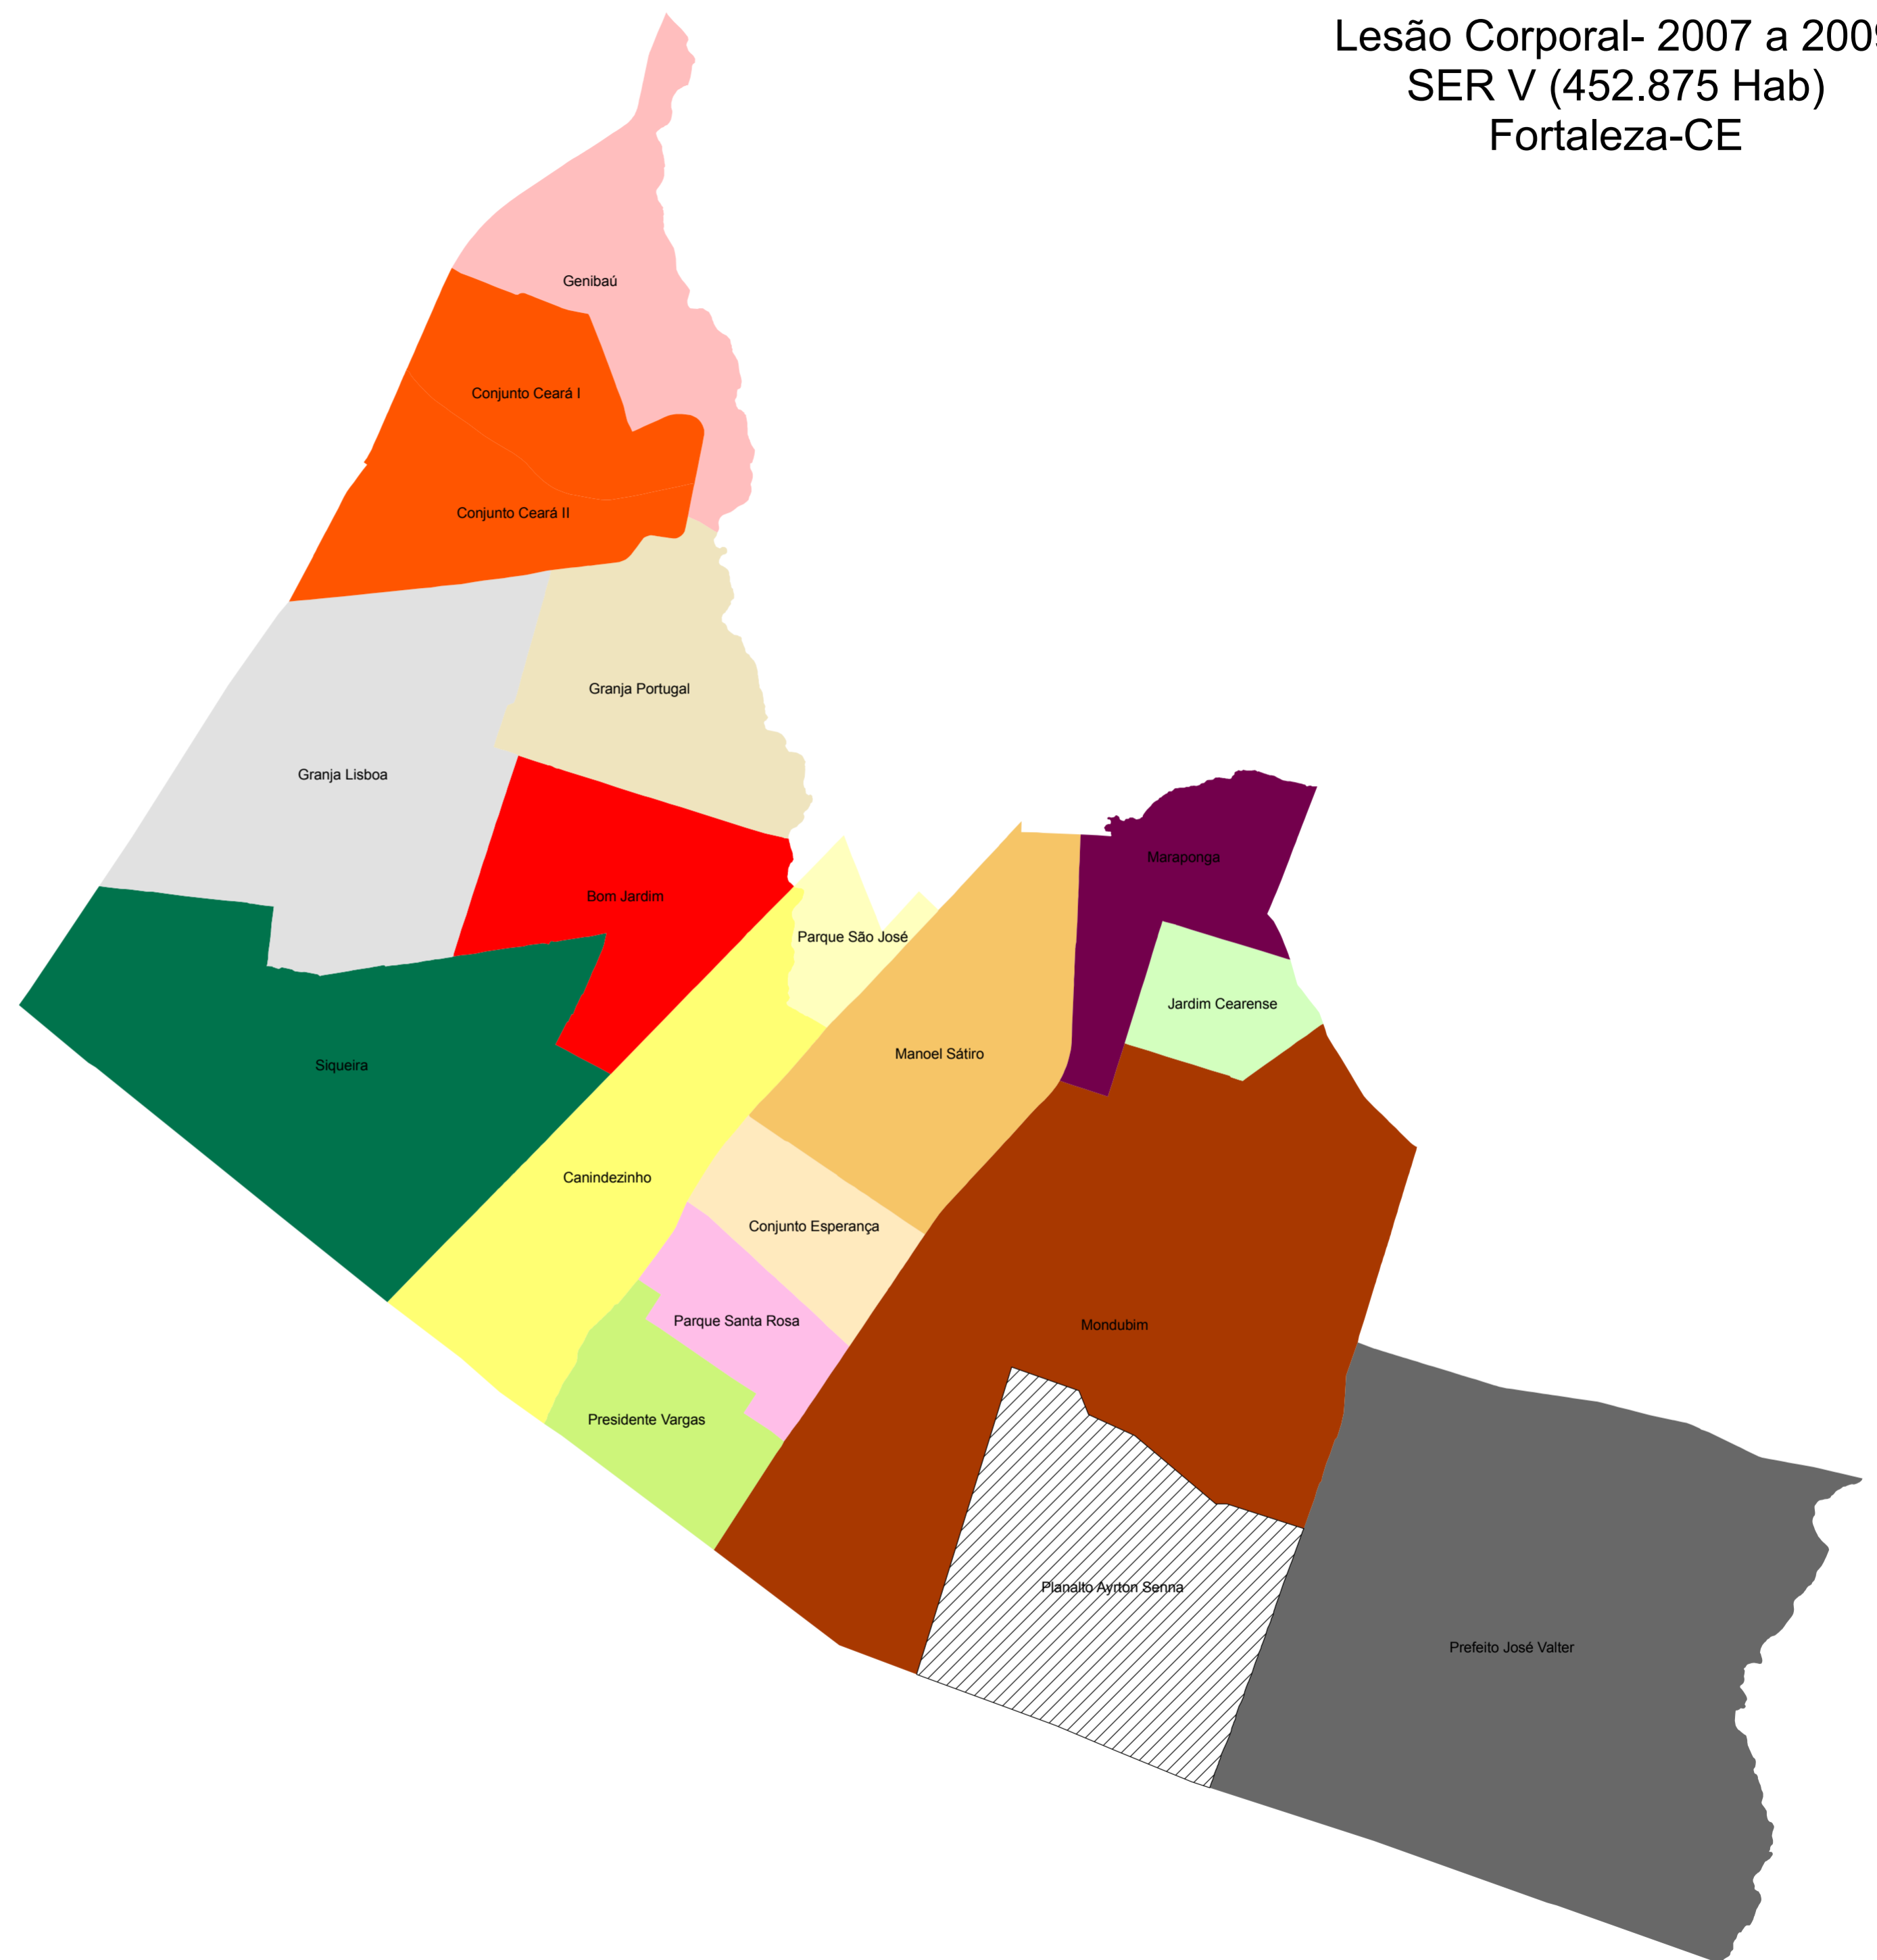 Lesão Corporal- 2007 a 2009
SER V (452.875 Hab)
Fortaleza-CE
Genibaú
Conjunto Ceará I
Conjunto Ceará II
Granja Portugal
Granja Lisboa
Maraponga
Bom Jardim
Parque São José
Jardim Cearense
Manoel Sátiro
Siqueira
Canindezinho
Conjunto Esperança
Parque Santa Rosa
Mondubim
Presidente Vargas
Planalto Ayrton Senna
Prefeito José Valter